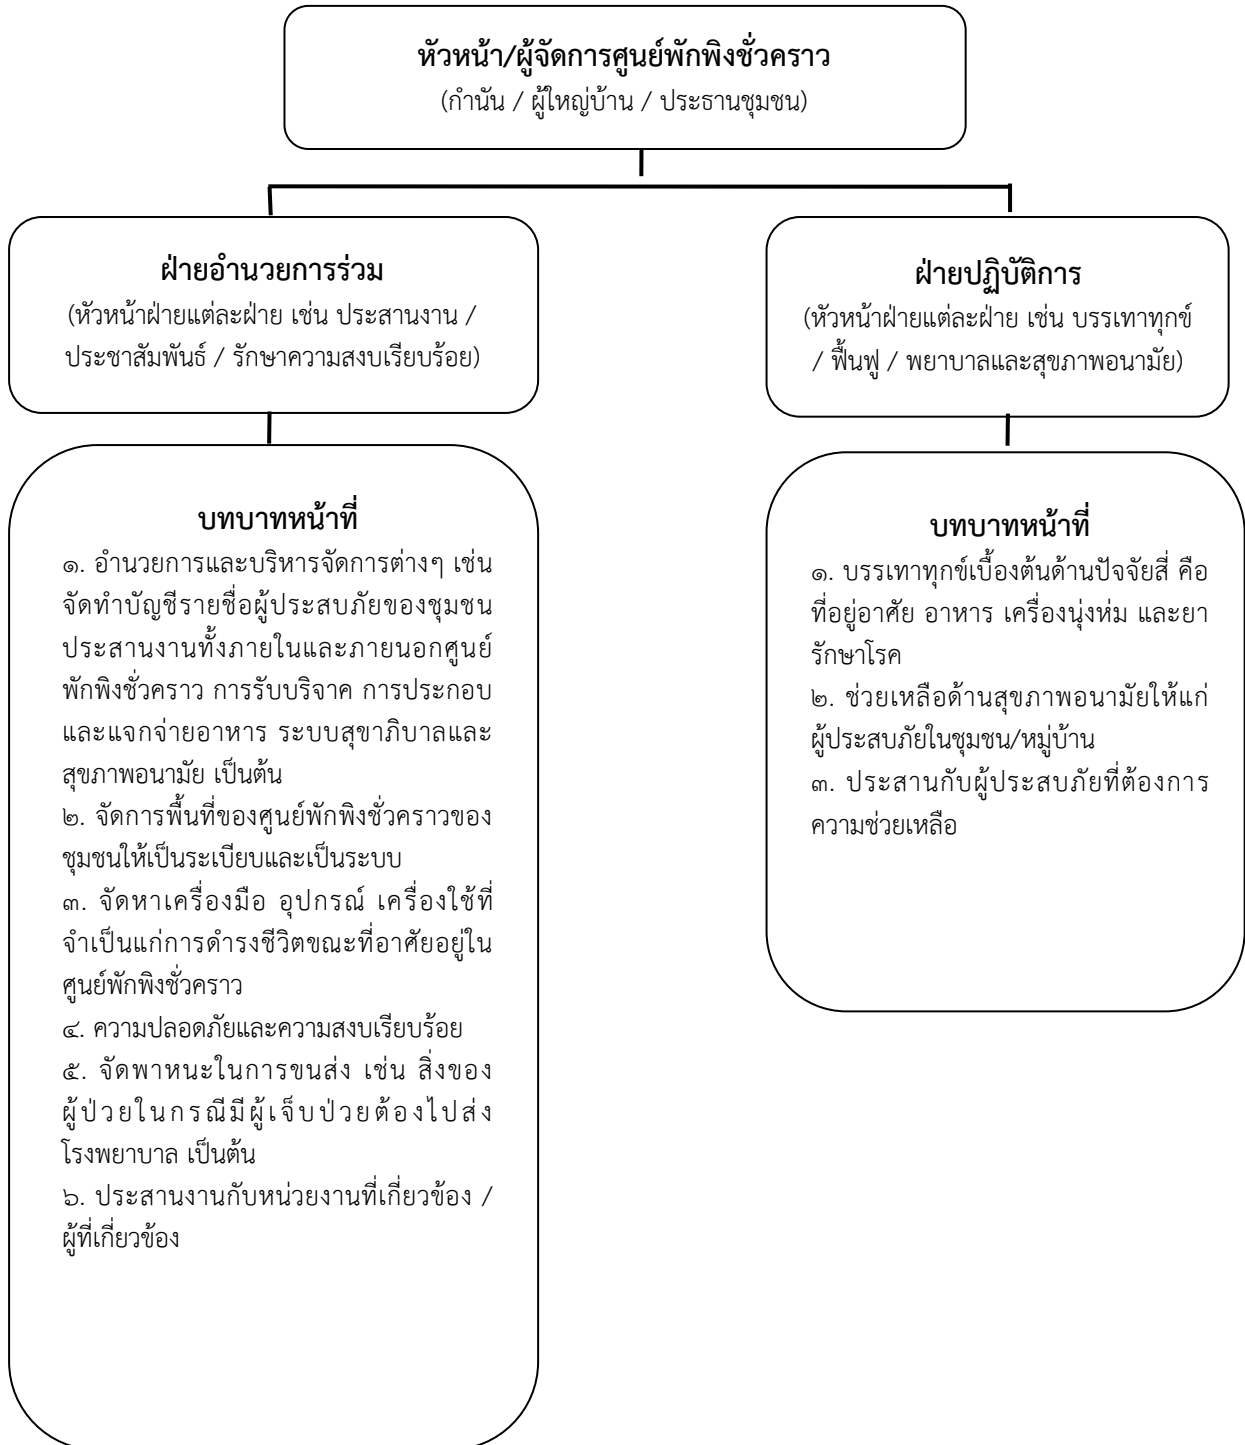 หัวหน้า/ผู้จัดการศูนย์พักพิงชั่วคราว
(กำนัน / ผู้ใหญ่บ้าน / ประธานชุมชน)
ฝ่ายอำนวยการร่วม
(หัวหน้าฝ่ายแต่ละฝ่าย เช่น ประสานงาน /
ประชาสัมพันธ์ / รักษาความสงบเรียบร้อย)
ฝ่ายปฏิบัติการ
(หัวหน้าฝ่ายแต่ละฝ่าย เช่น บรรเทาทุกข์
/ ฟื้นฟู / พยาบาลและสุขภาพอนามัย)
บทบาทหน้าที่
๑. อำนวยการและบริหารจัดการต่างๆ เช่น
จัดทำบัญชีรายชื่อผู้ประสบภัยของชุมชน
ประสานงานทั้งภายในและภายนอกศูนย์
พักพิงชั่วคราว การรับบริจาค การประกอบ
และแจกจ่ายอาหาร ระบบสุขาภิบาลและ
สุขภาพอนามัย เป็นต้น
๒. จัดการพื้นที่ของศูนย์พักพิงชั่วคราวของ
ชุมชนให้เป็นระเบียบและเป็นระบบ
๓. จัดหาเครื่องมือ อุปกรณ์ เครื่องใช้ที่
จำเป็นแก่การดำรงชีวิตขณะที่อาศัยอยู่ใน
ศูนย์พักพิงชั่วคราว
๔. ความปลอดภัยและความสงบเรียบร้อย
๕. จัดพาหนะในการขนส่ง เช่น สิ่งของ
ผู้ป่วยในกรณีมีผู้เจ็บป่วยต้องไปส่ง
โรงพยาบาล เป็นต้น
๖. ประสานงานกับหน่วยงานที่เกี่ยวข้อง /
ผู้ที่เกี่ยวข้อง
บทบาทหน้าที่
๑. บรรเทาทุกข์เบื้องต้นด้านปัจจัยสี่ คือ
ที่อยู่อาศัย อาหาร เครื่องนุ่งห่ม และยา
รักษาโรค
๒. ช่วยเหลือด้านสุขภาพอนามัยให้แก่
ผู้ประสบภัยในชุมชน/หมู่บ้าน
๓. ประสานกับผู้ประสบภัยที่ต้องการ
ความช่วยเหลือ